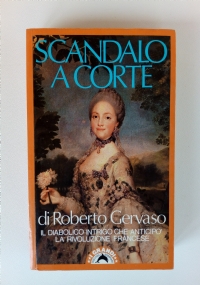 SCANDALO
A CORTE
di Roberto Gervaso
IL DIABOLICO INTRIGO CHE ANTICIPÒ
LA RIVOLUZIONE FRANCESE